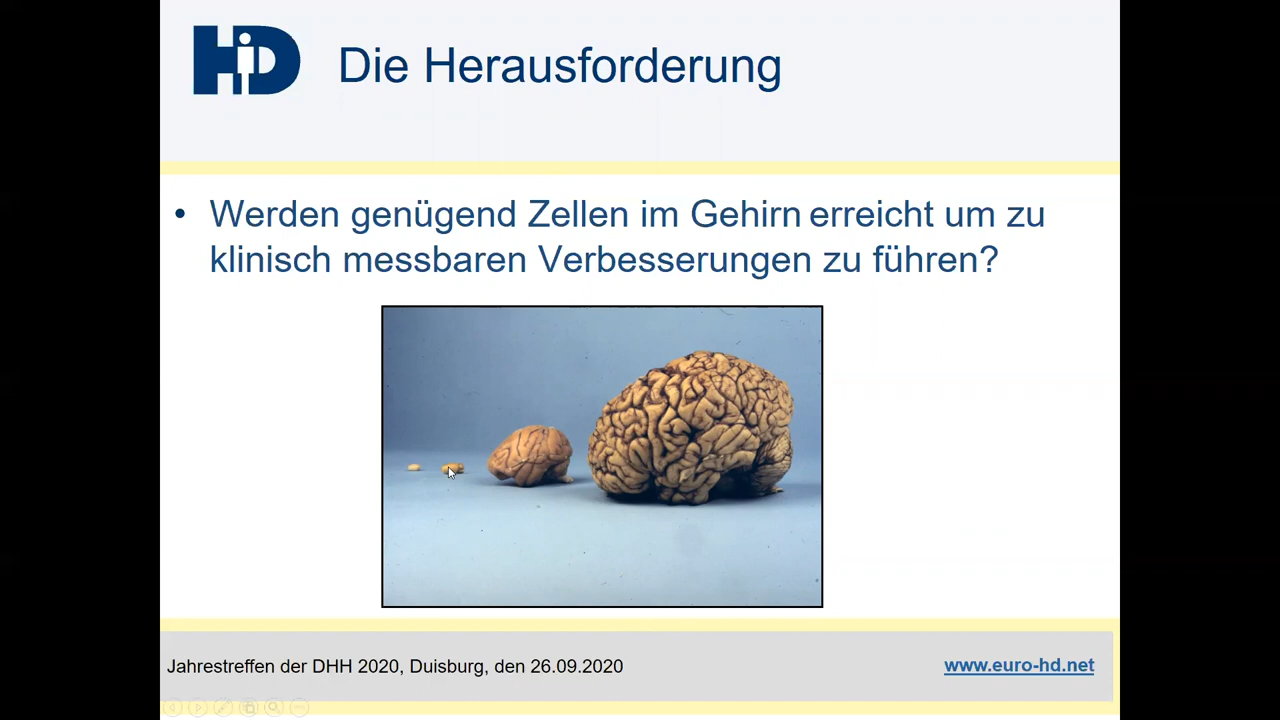 HD
Die Herausforderung
• Werden genügend Zellen im Gehirn erreicht um zu
klinisch messbaren Verbesserungen zu führen?
Jahrestreffen der DHH 2020, Duisburg, den 26.09.2020
www.euro-hd.net